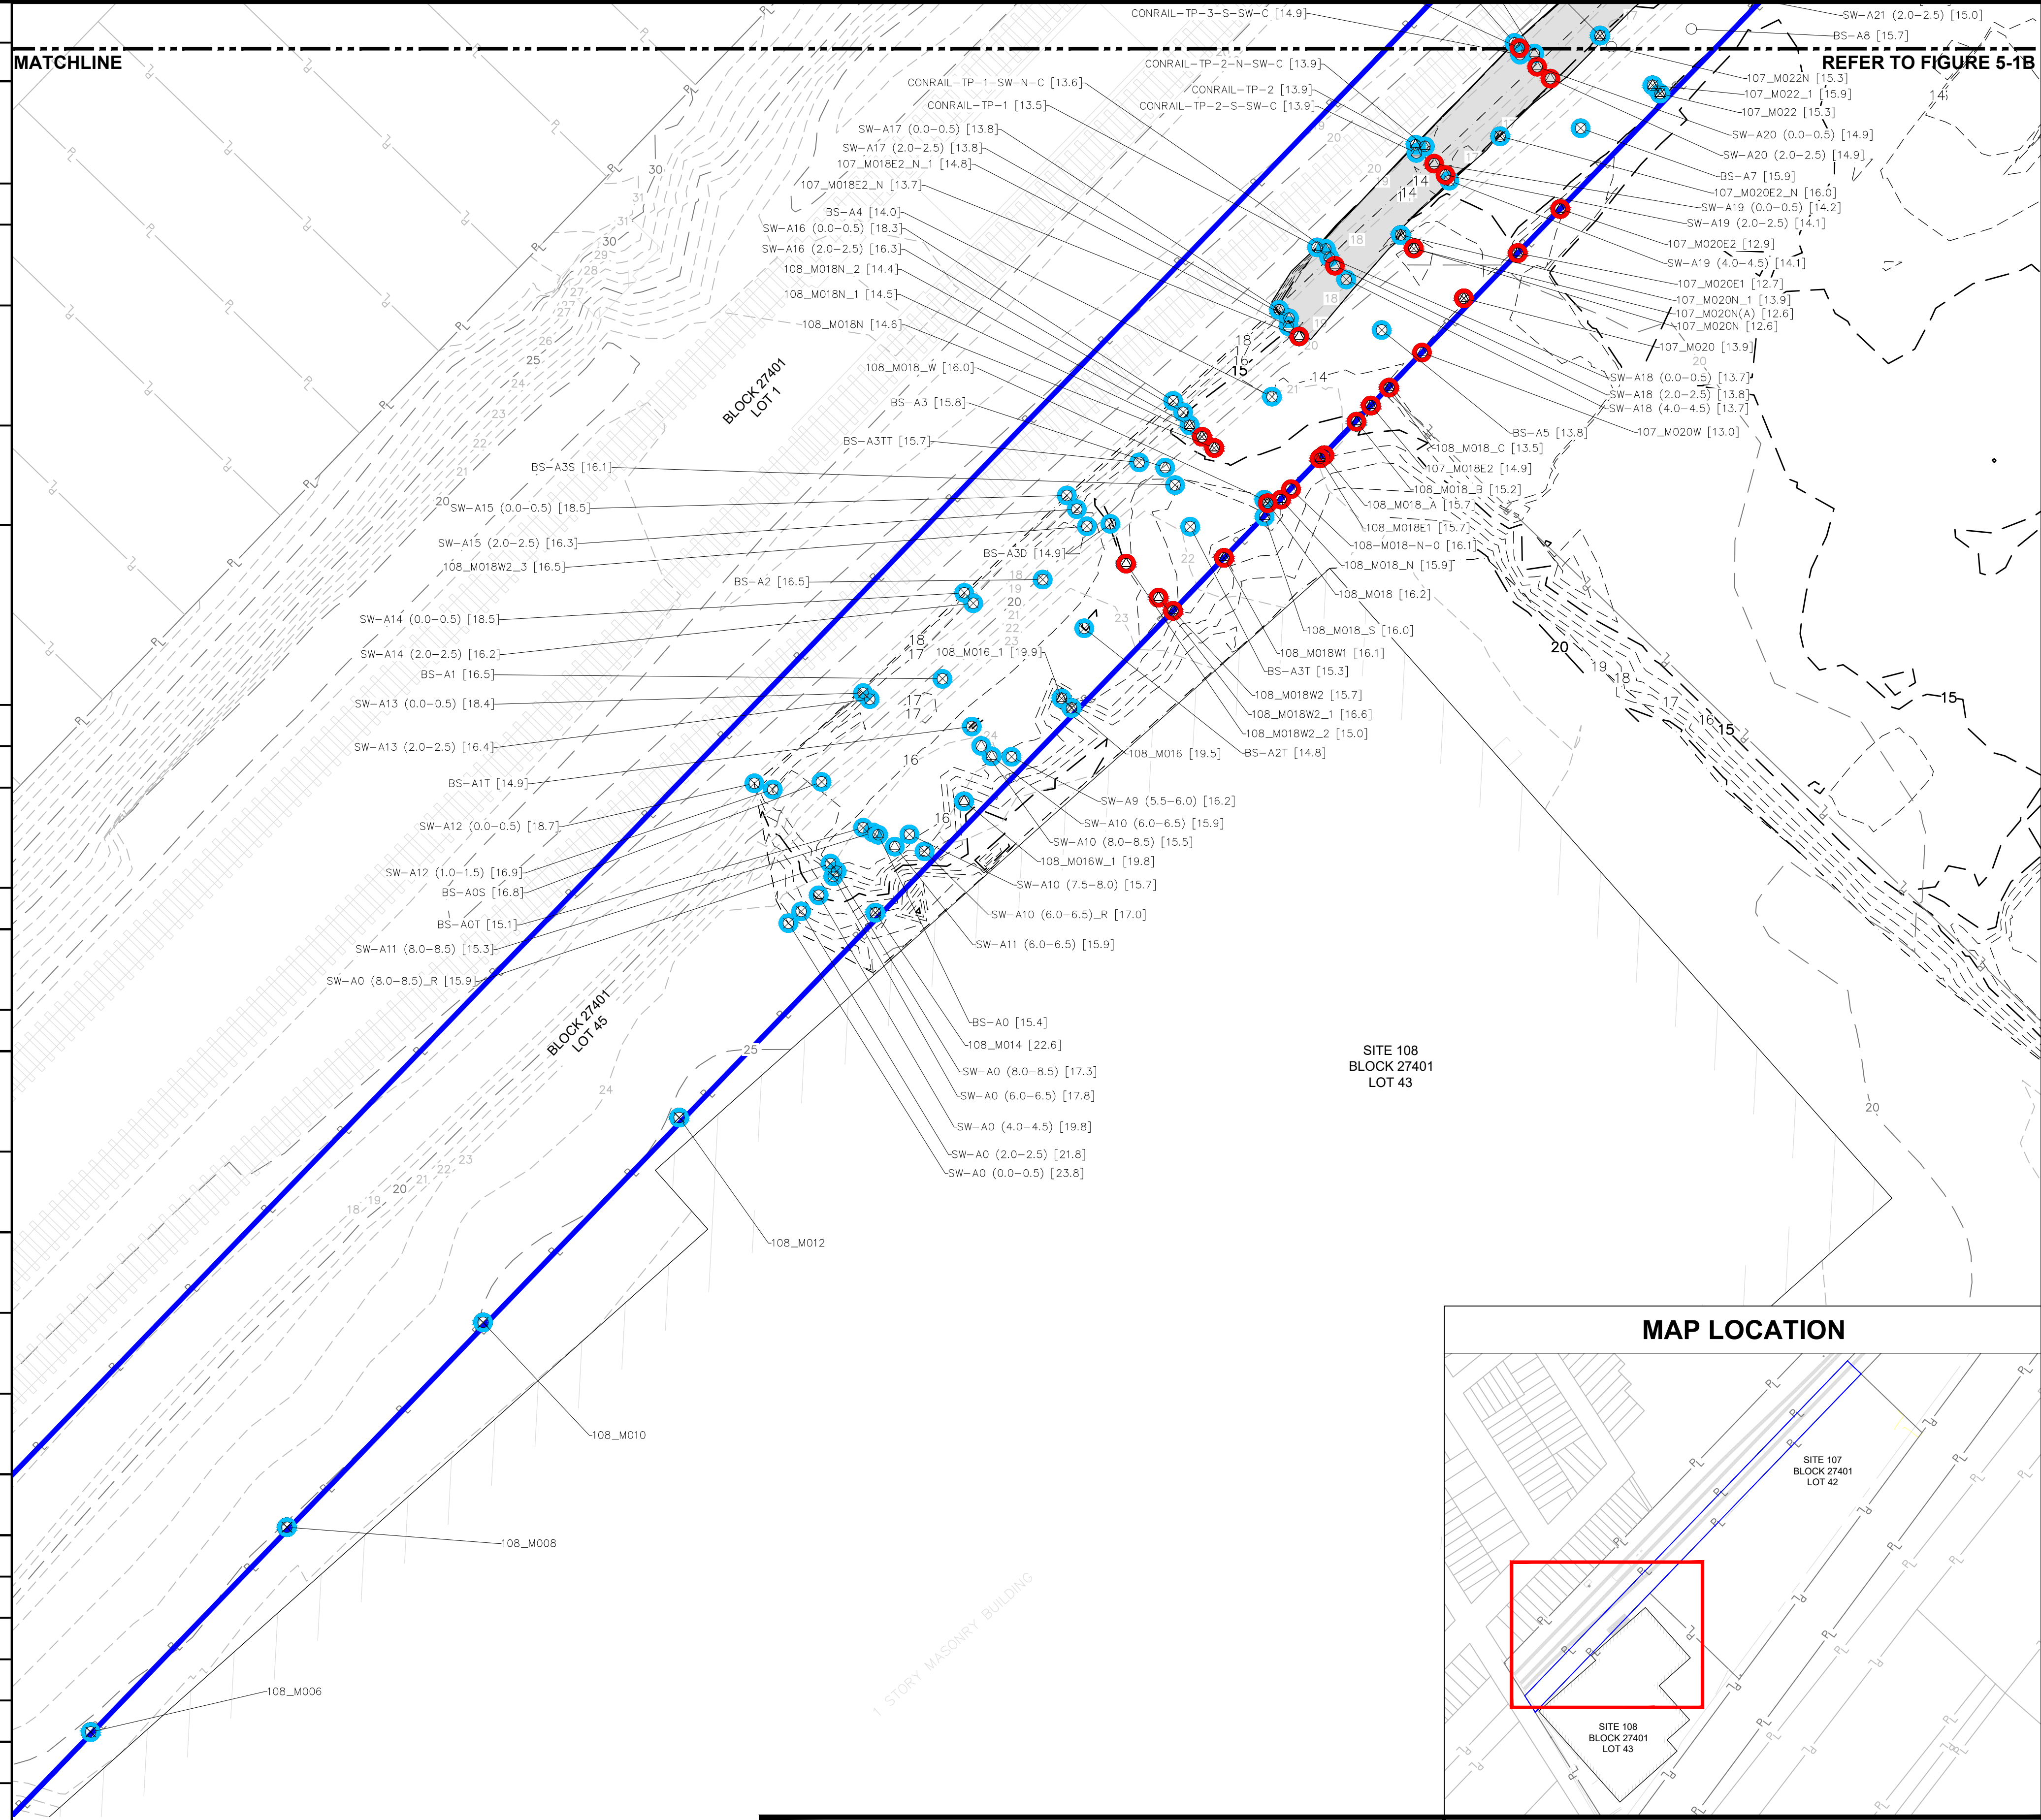 CONRAIL-TP-3-S-SW-C [14.9]
SW-A21 (2.0-2.5) [15.0]
BS-A8 [15.7]
MATCHLINE
REFER TO FIGURE 5-1B
CONRAIL-TP-2-N-SW-C [13.9]
CONRAIL-TP-1-SW-N-C [13.6]
CONRAIL-TP-2 [13.9]
CONRAIL-TP-1 [13.5]
CONRAIL-TP-2-S-SW-C [13.9]
SW-A17 (0.0-0.5) [13.8]
SW-A17 (2.0-2.5) [13.8]
107_M018E2_N_1 [14.8]
107_M018E2_N [13.7]
BS-A4 [14.0]
SW-A16 (0.0-0.5) [18.3]
SW-A16 (2.0-2.5) [16.3]
108_M018N_2 [14.4]
108_M018N_1 [14.5]
108_M018N [14.6]
108_M018_W [16.0]
BS-A3 [15.8]
BS-A3TT [15.7]
BS-A3S [16.1]
SW-A15 (0.0-0.5) [18.5]
SW-A15 (2.0-2.5) [16.3]
BS-A3D [14.9]
108_M018W2_3 [16.5]
BS-A2 [16.5]
SW-A14 (0.0-0.5) [18.5]
SW-A14 (2.0-2.5) [16.2]
108_M016_1 [19.9]
BS-A1 [16.5]
SW-A13 (0.0-0.5) [18.4]
SW-A13 (2.0-2.5) [16.4]
BS-A1T [14.9]
SW-A12 (0.0-0.5) [18.7]
SW-A12 (1.0-1.5) [16.9]
BS-A0S [16.8]
BS-A0T [15.1]
SW-A11 (8.0-8.5) [15.3]
SW-A0 (8.0-8.5)_R [15.9]
107_M022N [15.3]
107_M022_1 [15.9]
107_M022 [15.3]
SW-A20 (0.0-0.5) [14.9]
SW-A20 (2.0-2.5) [14.9]
BS-A7 [15.9]
107_M020E2_N [16.0]
SW-A19 (0.0-0.5) [14.2]
SW-A19 (2.0-2.5) [14.1]
107_M020E2 [12.9]
SW-A19 (4.0-4.5) [14.1]
107_M020E1 [12.7]
107_M020N_1 [13.9]
107_M020N(A) [12.6]
107_M020N [12.6]
107_M020 [13.9]
SW-A18 (0.0-0.5) [13.7]
SW-A18 (2.0-2.5) [13.8]
SW-A18 (4.0-4.5) [13.7]
107_M020W [13.0]
BS-A5 [13.8]
108_M018_C [13.5]
107_M018E2 [14.9]
108_M018_B [15.2]
108_M018_A [15.7]
108_M018E1 [15.7]
108-M018-N-0 [16.1]
108_M018_N [15.9]
108_M018 [16.2]
108_M018_S [16.0]
108_M018W1 [16.1]
BS-A3T [15.3]
108_M018W2 [15.7]
108_M018W2_1 [16.6]
108_M018W2_2 [15.0]
BS-A2T [14.8]
108_M016 [19.5]
SW-A9 (5.5-6.0) [16.2]
SW-A10 (6.0-6.5) [15.9]
SW-A10 (8.0-8.5) [15.5]
108_M016W_1 [19.8]
SW-A10 (7.5-8.0) [15.7]
SW-A10 (6.0-6.5)_R [17.0]
SW-A11 (6.0-6.5) [15.9]
BS-A0 [15.4]
108_M014 [22.6]
SW-A0 (8.0-8.5) [17.3]
SW-A0 (6.0-6.5) [17.8]
SW-A0 (4.0-4.5) [19.8]
SW-A0 (2.0-2.5) [21.8]
SW-A0 (0.0-0.5) [23.8]
108_M012
108_M010
108_M008
108_M006
BLOCK 27401
LOT 1
BLOCK 27401
LOT 45
SITE 108
BLOCK 27401
LOT 43
1 STORY MASONRY BUILDING
MAP LOCATION
SITE 107
BLOCK 27401
LOT 42
SITE 108
BLOCK 27401
LOT 43